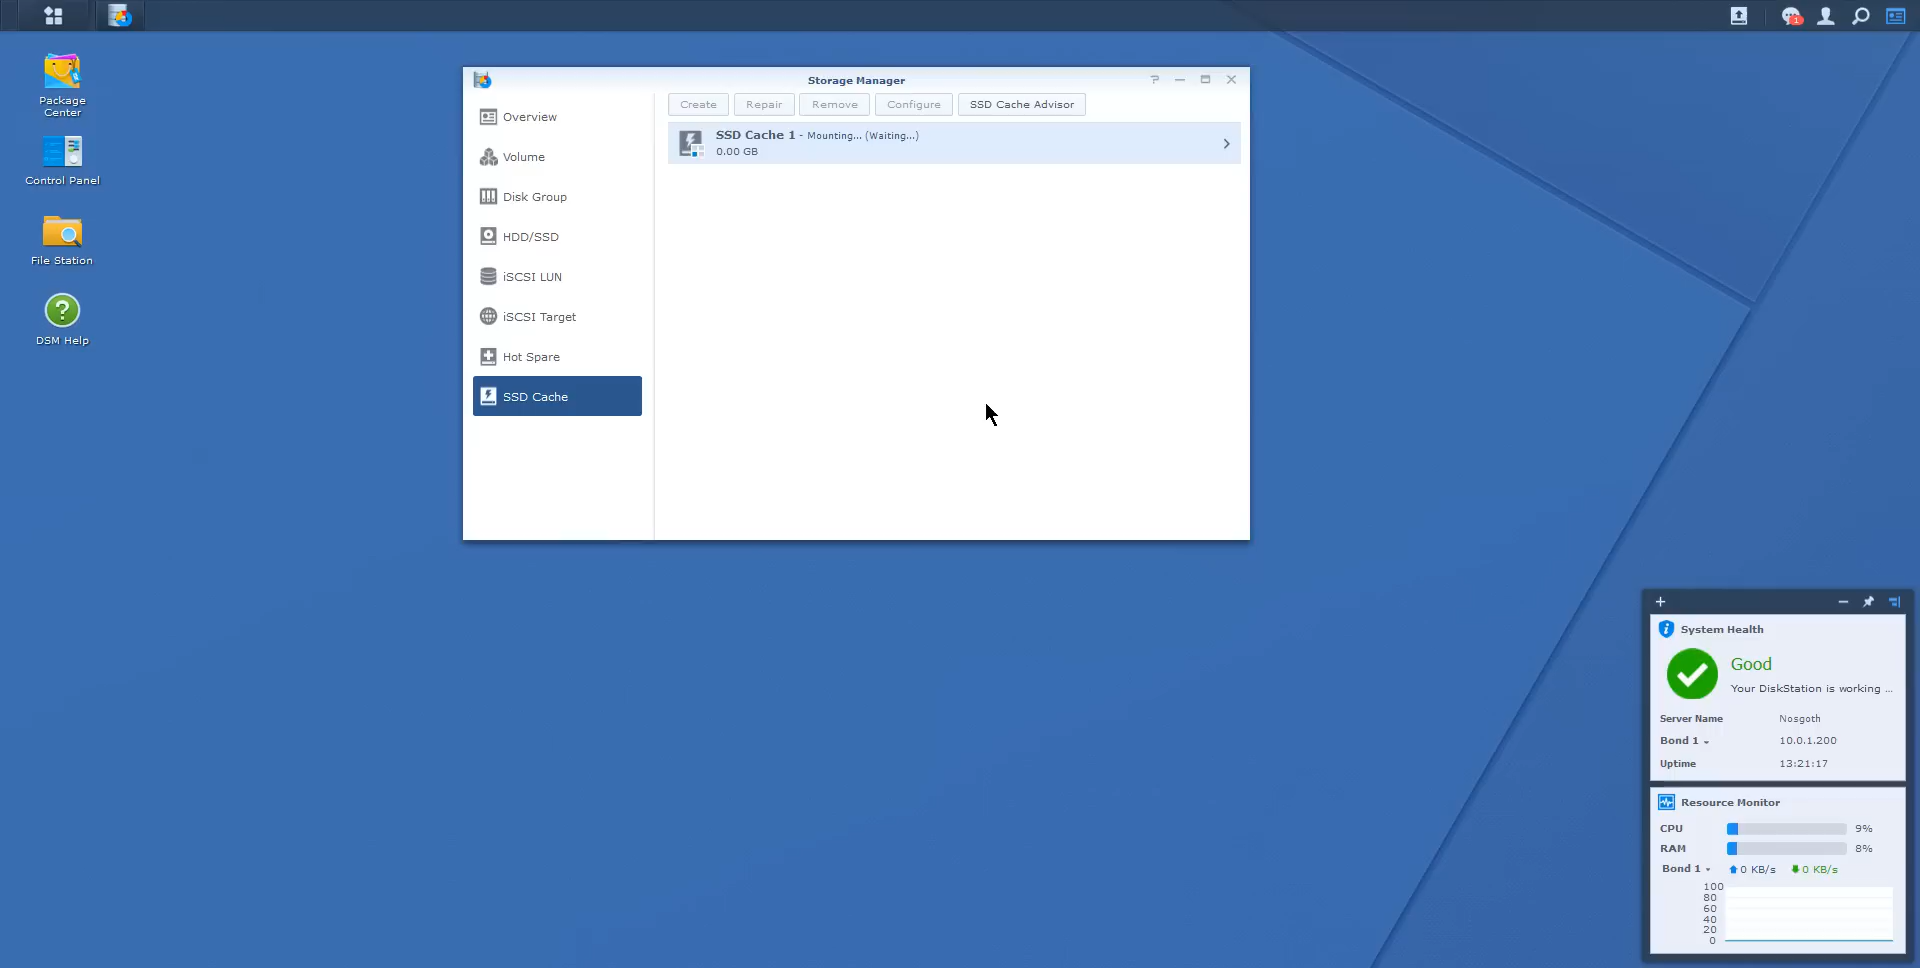 1
Package
Center
Control Panel
File Station
DSM Help
Storage Manager
Overview
Volume
Disk Group
HDD/SSD
iSCSI LUN
iSCSI Target
Hot Spare
SSD Cache
Create
Repair
Remove
Configure
SSD Cache Advisor
SSD Cache 1 - Mounting... (Waiting...)
0.00 GB
System Health
Good
Your DiskStation is working ...
Server Name Nosgoth
Bond 1 10.0.1.200
Uptime 13:21:17
Resource Monitor
CPU 9%
RAM 8%
Bond 1 0 KB/s 0 KB/s
100
80
60
40
20
0